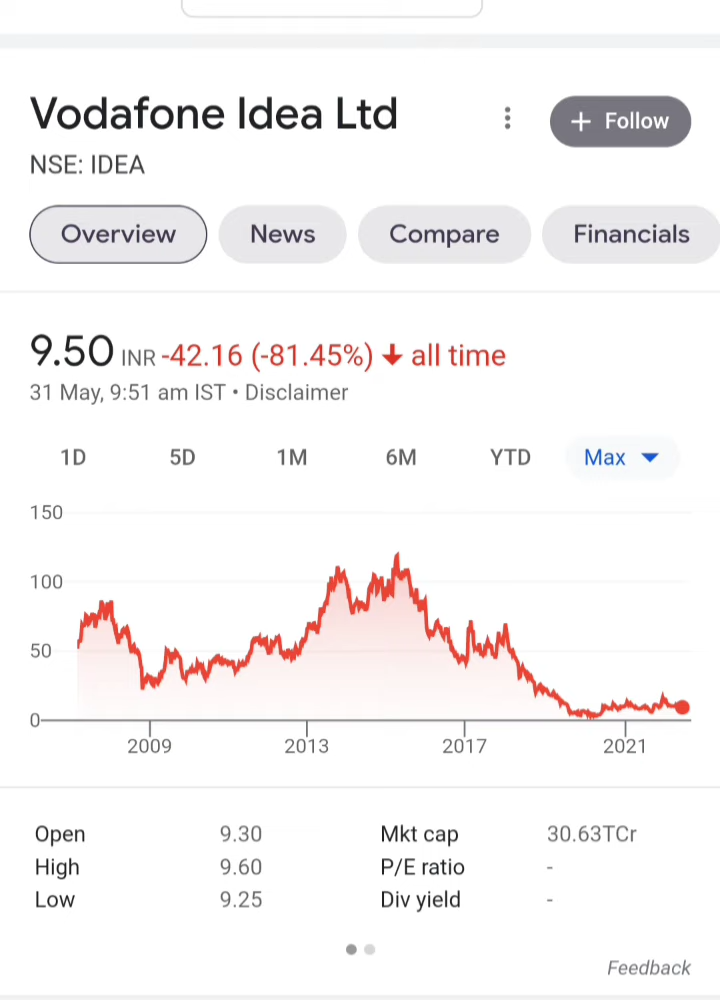 Vodafone Idea Ltd
+ Follow
NSE: IDEA
Overview News Compare Financials
9.50 INR -42.16 (-81.45%) ↓ all time
31 May, 9:51 am IST • Disclaimer
1D 5D 1M 6M YTD Max
150
100
50
0
2009 2013 2017 2021
Open 9.30 Mkt cap 30.63TCr
High 9.60 P/E ratio -
Low 9.25 Div yield -
Feedback